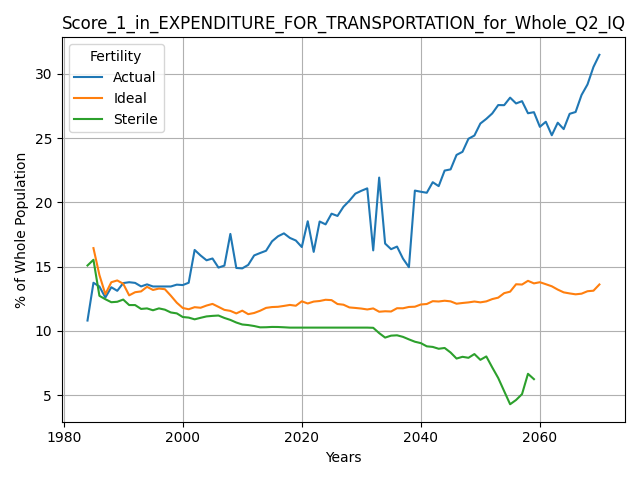 Score_1_in_EXPENDITURE_FOR_TRANSPORTATION_for_Whole_Q2_IQ
Fertility
Actual
Ideal
Sterile
% of Whole Population
30
25
20
15
10
5
1980 2000 2020 2040 2060
Years